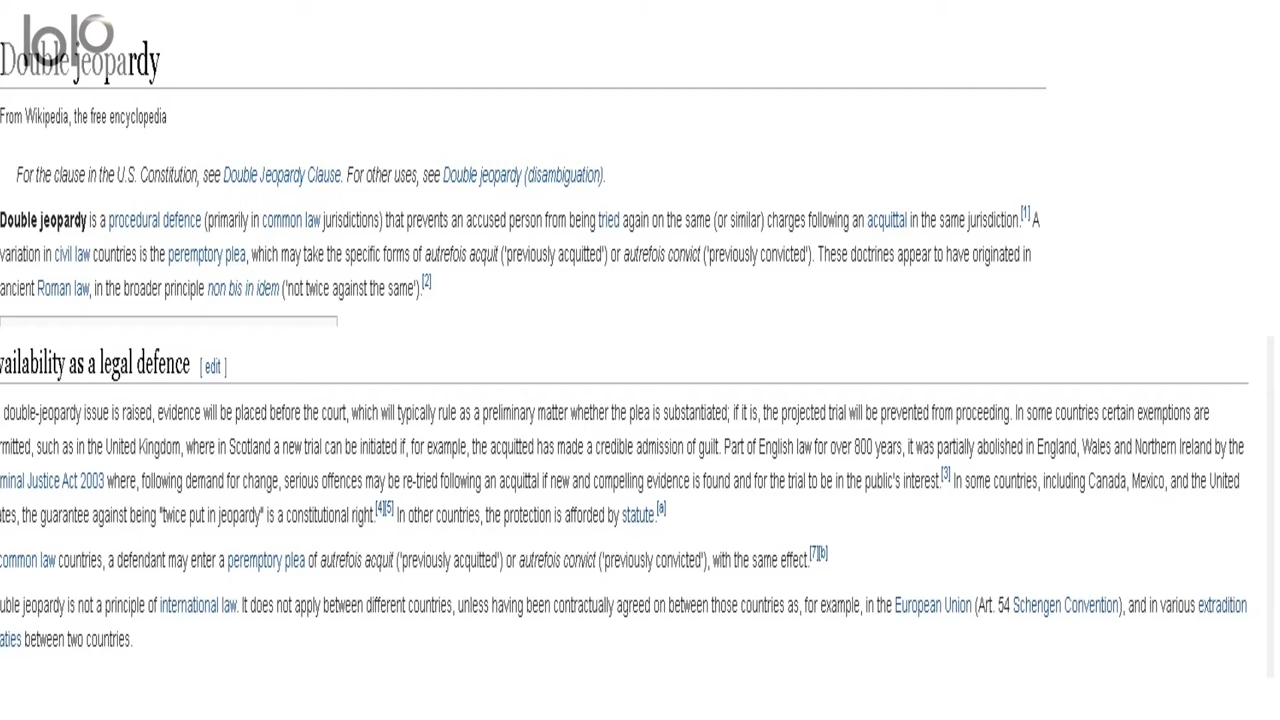 lolo
Double jeopardy
From Wikipedia, the free encyclopedia
For the clause in the U.S. Constitution, see Double Jeopardy Clause. For other uses, see Double jeopardy (disambiguation).
Double jeopardy is a procedural defence (primarily in common law jurisdictions) that prevents an accused person from being tried again on the same (or similar) charges following an acquittal in the same jurisdiction.[1] A
variation in civil law countries is the peremptory plea, which may take the specific forms of autrefois acquit ('previously acquitted') or autrefois convict ('previously convicted'). These doctrines appear to have originated in
ancient Roman law, in the broader principle non bis in idem ('not twice against the same').[2]
vailability as a legal defence [ edit ]
double-jeopardy issue is raised, evidence will be placed before the court, which will typically rule as a preliminary matter whether the plea is substantiated; if it is, the projected trial will be prevented from proceeding. In some countries certain exemptions are
rmitted, such as in the United Kingdom, where in Scotland a new trial can be initiated if, for example, the acquitted has made a credible admission of guilt. Part of English law for over 800 years, it was partially abolished in England, Wales and Northern Ireland by the
minal Justice Act 2003 where, following demand for change, serious offences may be re-tried following an acquittal if new and compelling evidence is found and for the trial to be in the public's interest.[3] In some countries, including Canada, Mexico, and the United
ates, the guarantee against being "twice put in jeopardy" is a constitutional right.[4][5] In other countries, the protection is afforded by statute.[a]
common law countries, a defendant may enter a peremptory plea of autrefois acquit ('previously acquitted') or autrefois convict ('previously convicted'), with the same effect.[7][b]
uble jeopardy is not a principle of international law. It does not apply between different countries, unless having been contractually agreed on between those countries as, for example, in the European Union (Art. 54 Schengen Convention), and in various extradition
aties between two countries.